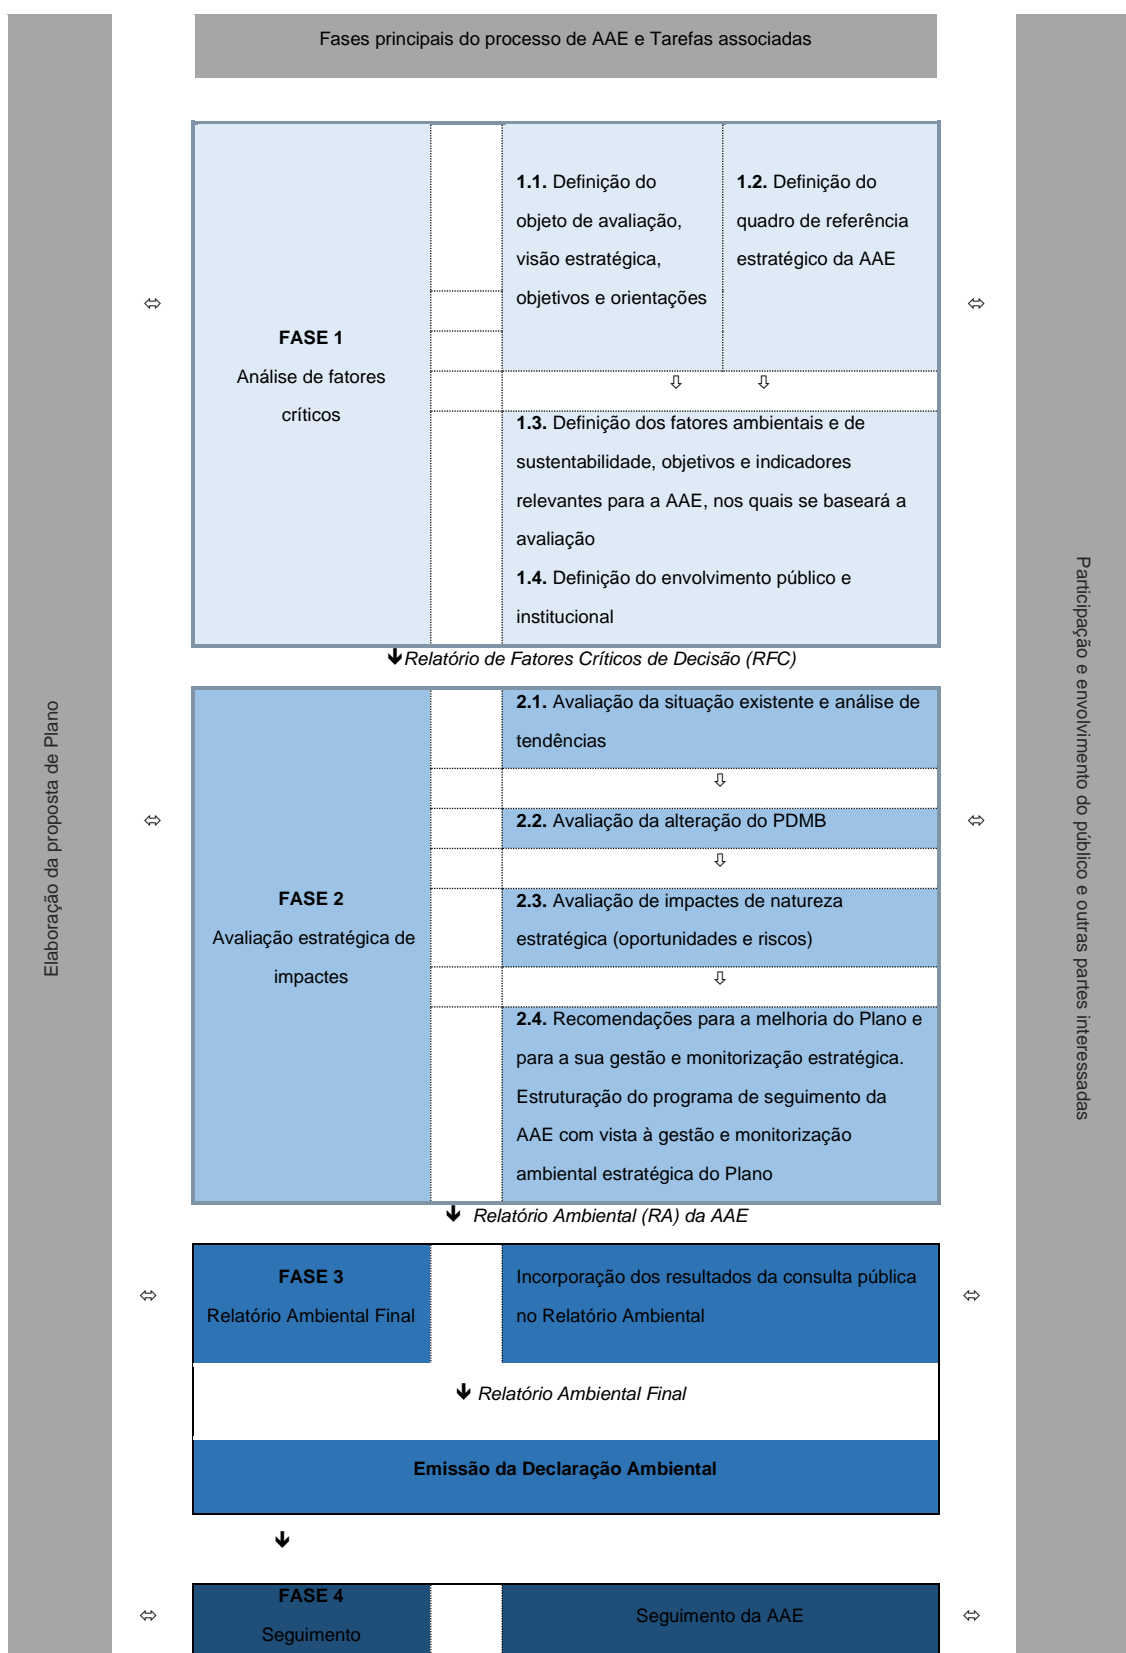 Fases principais do processo de AAE e Tarefas associadas
Elaboração da proposta de Plano
⬄
FASE 1
Análise de fatores
críticos
1.1. Definição do
objeto de avaliação,
visão estratégica,
objetivos e orientações
1.2. Definição do
quadro de referência
estratégico da AAE
⬄
⇩ ⇩
1.3. Definição dos fatores ambientais e de
sustentabilidade, objetivos e indicadores
relevantes para a AAE, nos quais se baseará a
avaliação
1.4. Definição do envolvimento público e
institucional
🡻Relatório de Fatores Críticos de Decisão (RFC)
⬄
FASE 2
Avaliação estratégica de
impactes
2.1. Avaliação da situação existente e análise de
tendências
⇩
2.2. Avaliação da alteração do PDMB
⬄
⇩
2.3. Avaliação de impactes de natureza
estratégica (oportunidades e riscos)
⇩
2.4. Recomendações para a melhoria do Plano e
para a sua gestão e monitorização estratégica.
Estruturação do programa de seguimento da
AAE com vista à gestão e monitorização
ambiental estratégica do Plano
🡻 Relatório Ambiental (RA) da AAE
⬄
FASE 3
Relatório Ambiental Final
Incorporação dos resultados da consulta pública
no Relatório Ambiental
⬄
🡻 Relatório Ambiental Final
Emissão da Declaração Ambiental
🡻
⬄
FASE 4
Seguimento
Seguimento da AAE
⬄
Participação e envolvimento do público e outras partes interessadas